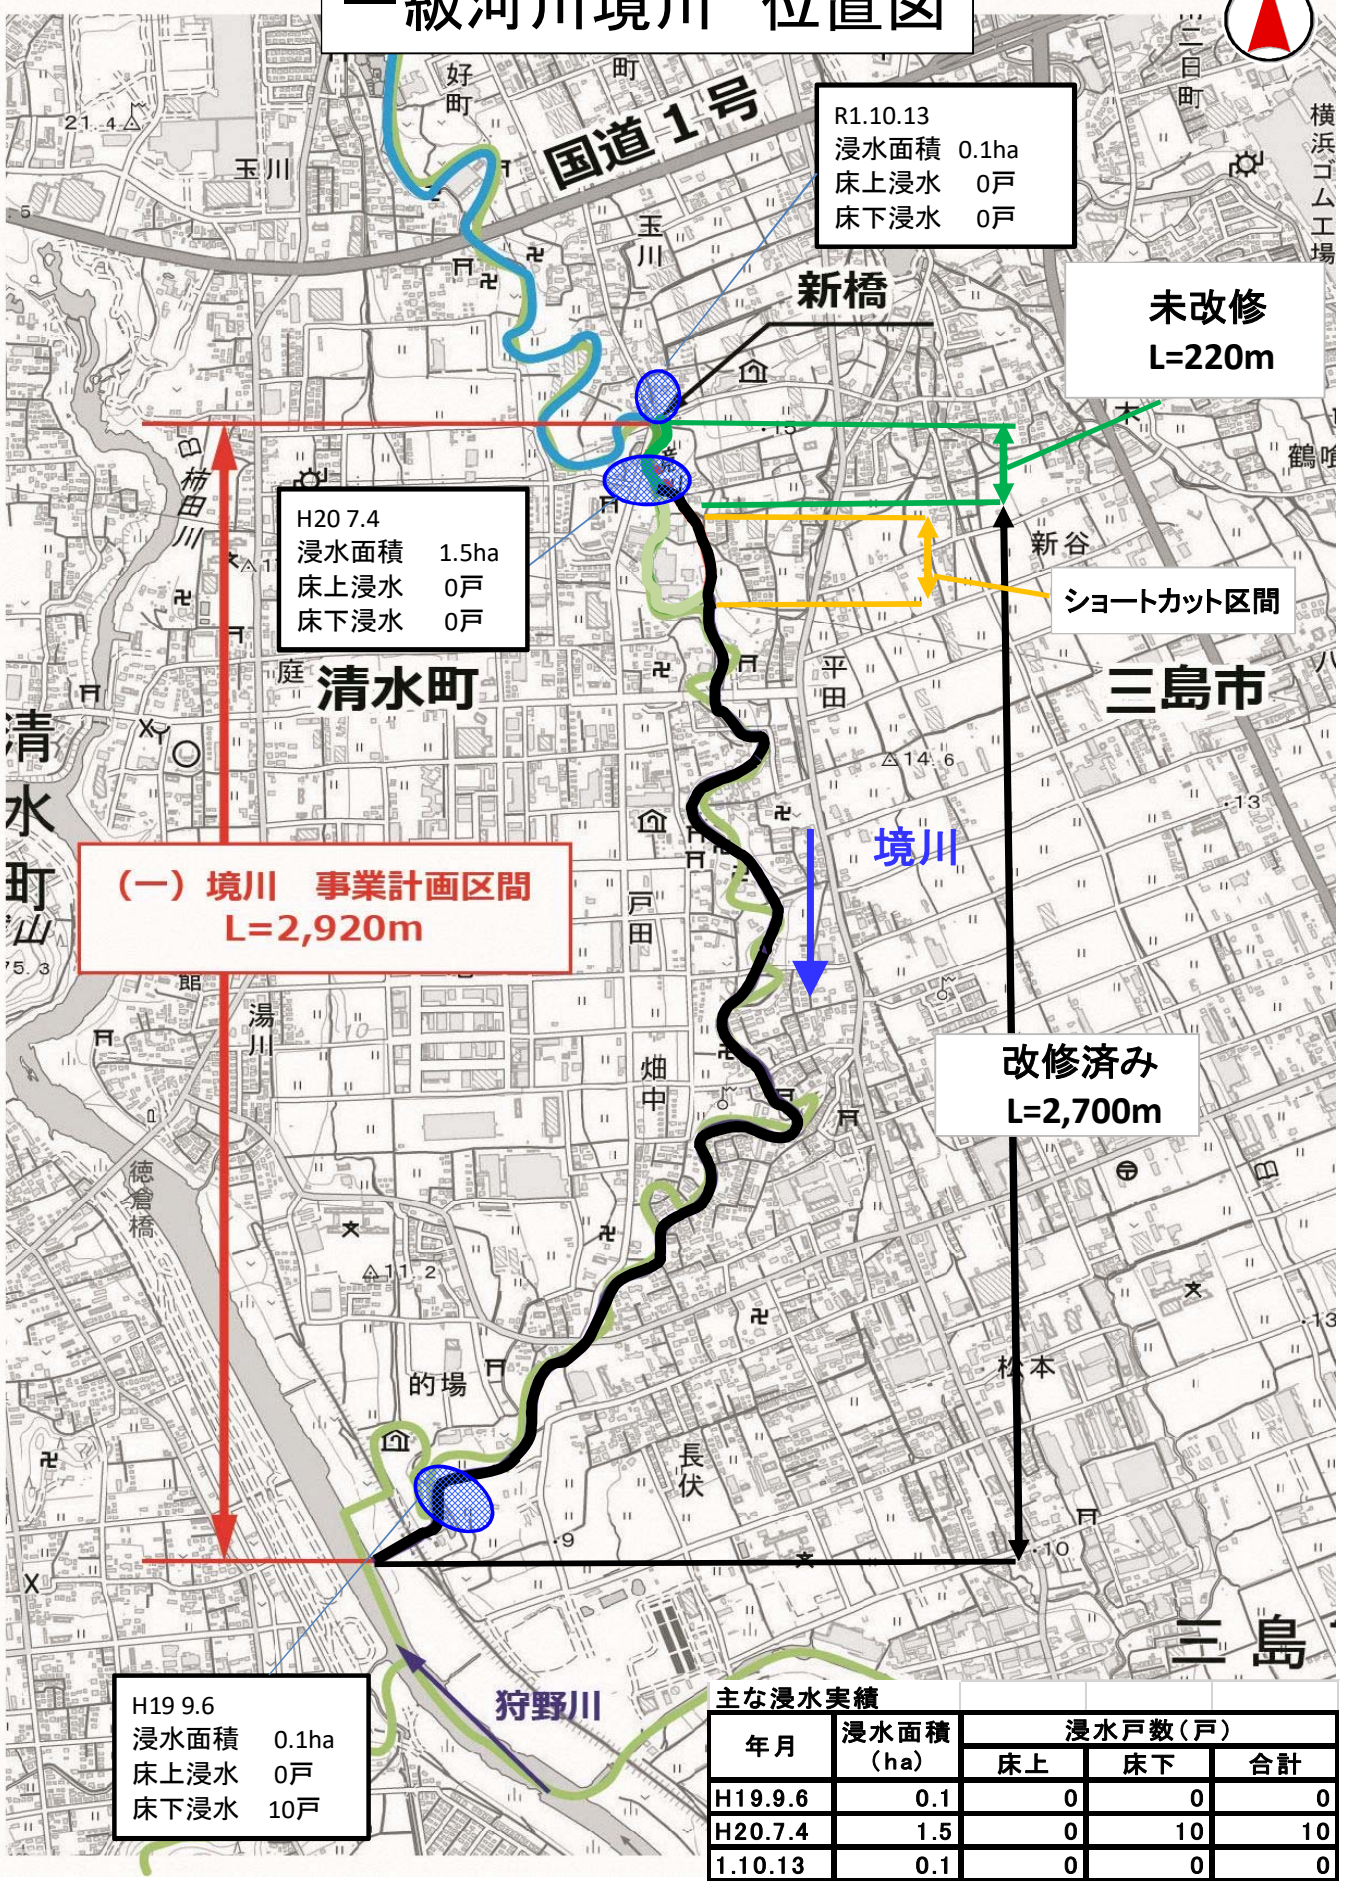 一級河川境川 位置図
好町
町
二日町
21.4
国道1号
R1.10.13
浸水面積 0.1ha
床上浸水 0戸
床下浸水 0戸
横浜ゴム工場
玉川
玉川
新橋
未改修
L=220m
15
木
鶴喰
柿田川
H20 7.4
浸水面積 1.5ha
床上浸水 0戸
床下浸水 0戸
新谷
ショートカット区間
庭
清水町
平田
三島市
八
清水町
14.6
13
境川
(一)境川 事業計画区間
L=2,920m
戸田
山
75.3
館
湯川
10
畑中
改修済み
L=2,700m
徳倉橋
11.2
13
松本
的場
長伏
9
10
三島
狩野川
H19 9.6
浸水面積 0.1ha
床上浸水 0戸
床下浸水 10戸
主な浸水実績
年月 浸水面積(ha) 浸水戸数(戸)
床上 床下 合計
H19.9.6 0.1 0 0 0
H20.7.4 1.5 0 10 10
1.10.13 0.1 0 0 0